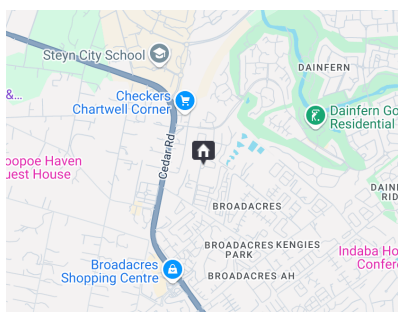 DAINFERN
Steyn City School
Checkers
Chartwell Corner
& ...
Dainfern Go
Residential
Cedar Rd
oopoe Haven
uest House
DAIN
RID
BROADACRES
BROADACRES KENGIES
PARK
Indaba Ho
Confere
Broadacres
Shopping Centre
BROADACRES AH